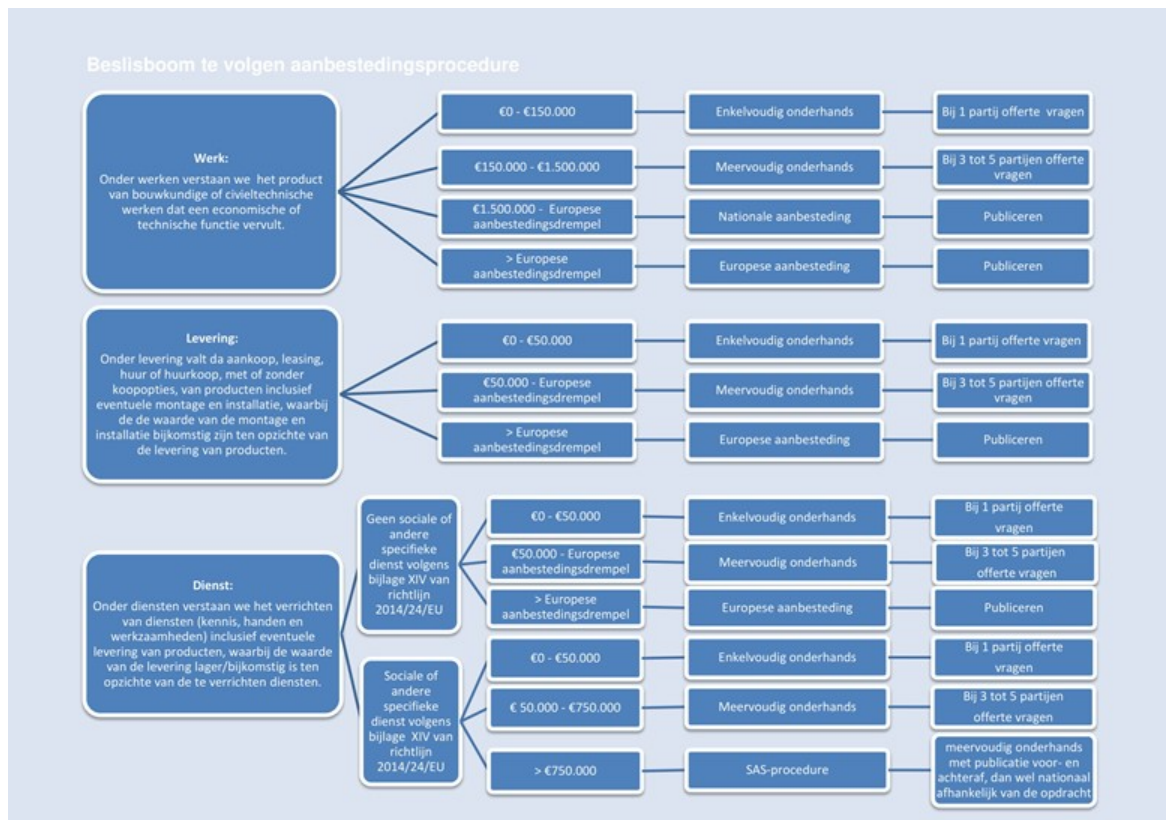 Beslisboom te volgen aanbestedingsprocedure
Werk:
Onder werken verstaan we het product
van bouwkundige of civieltechnische
werken dat een economische of
technische functie vervult.
€0 - €150.000
Enkelvoudig onderhands
Bij 1 partij offerte vragen
€150.000 - €1.500.000
Meervoudig onderhands
Bij 3 tot 5 partijen offerte
vragen
€1.500.000 - Europese
aanbestedingsdrempel
Nationale aanbesteding
Publiceren
> Europese
aanbestedingsdrempel
Europese aanbesteding
Publiceren
Levering:
Onder levering valt da aankoop, leasing,
huur of huurkoop, met of zonder
koopopties, van producten inclusief
eventuele montage en installatie, waarbij
de de waarde van de montage en
installatie bijkomstig zijn ten opzichte van
de levering van producten.
€0 - €50.000
Enkelvoudig onderhands
Bij 1 partij offerte vragen
€50.000 - Europese
aanbestedingsdrempel
Meervoudig onderhands
Bij 3 tot 5 partijen offerte
vragen
> Europese
aanbestedingsdrempel
Europese aanbesteding
Publiceren
Dienst:
Onder diensten verstaan we het verrichten
van diensten (kennis, handen en
werkzaamheden) inclusief eventuele
levering van producten, waarbij de waarde
van de levering lager/bijkomstig is ten
opzichte van de te verrichten diensten.
Geen sociale of
andere
specifieke
dienst volgens
bijlage XIV van
richtlijn
2014/24/EU
€0 - €50.000
Enkelvoudig onderhands
Bij 1 partij offerte
vragen
€50.000 - Europese
aanbestedingsdrempel
Meervoudig onderhands
Bij 3 tot 5 partijen
offerte vragen
> Europese
aanbestedingsdrempel
Europese aanbesteding
Publiceren
Sociale of
andere
specifieke
dienst volgens
bijlage XIV van
richtlijn
2014/24/EU
€0 - €50.000
Enkelvoudig onderhands
Bij 1 partij offerte
vragen
€ 50.000 - €750.000
Meervoudig onderhands
Bij 3 tot 5 partijen
offerte vragen
> €750.000
SAS-procedure
meervoudig onderhands
met publicatie voor- en
achteraf, dan wel nationaal
afhankelijk van de opdracht